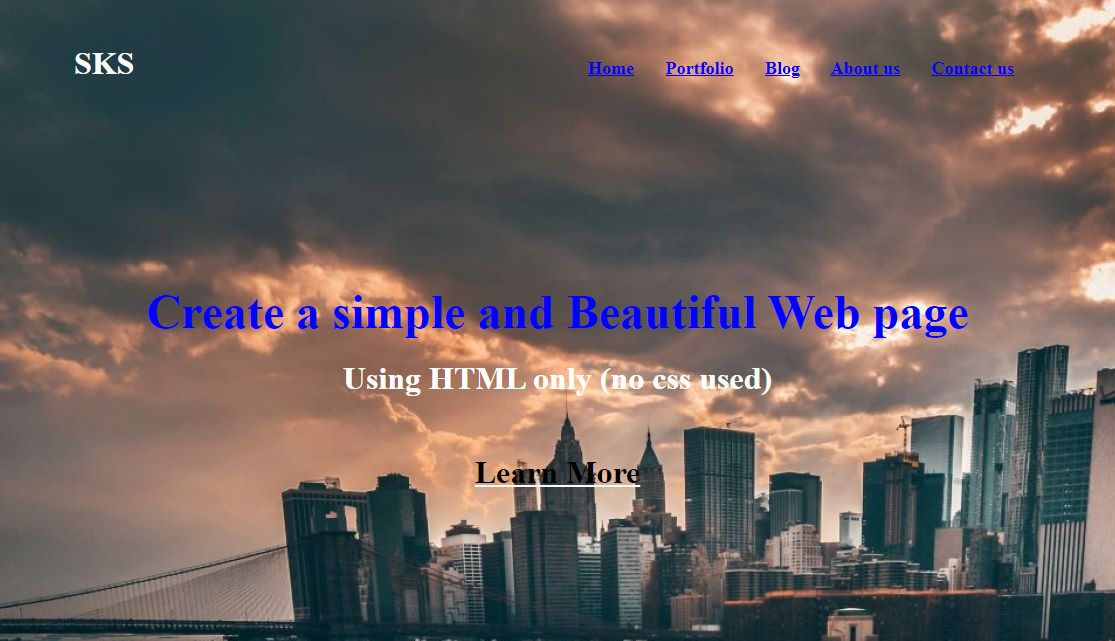 SKS
Home Portfolio Blog About us Contact us
Create a simple and Beautiful Web page
Using HTML only (no css used)
Learn More